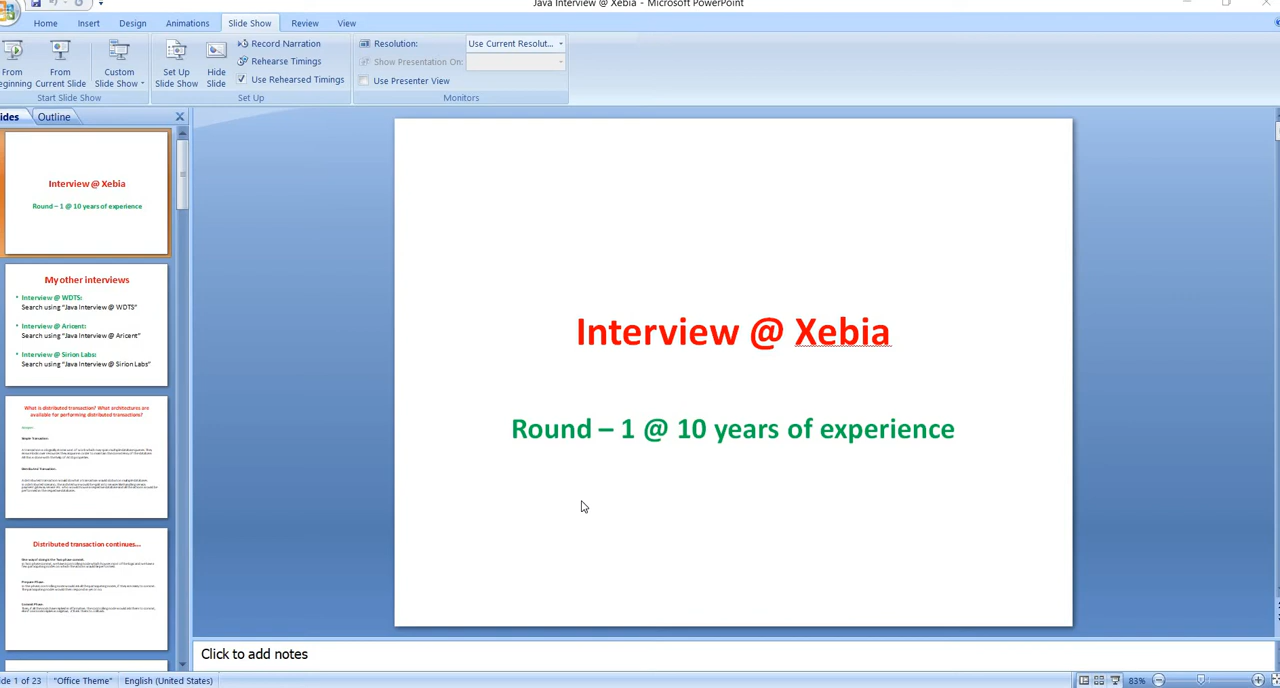 Java Interview @ Xebia - Microsoft PowerPoint
Home Insert Design Animations Slide Show Review View
From Current Slide
Custom Slide Show
Start Slide Show
Set Up Slide Show
Hide Slide
Record Narration
Rehearse Timings
Use Rehearsed Timings
Set Up
Resolution: Use Current Resolut...
Show Presentation On:
Use Presenter View
Monitors
Outline
Interview @ Xebia
Round – 1 @ 10 years of experience
My other interviews
• Interview @ WDTS:
Search using "Java Interview @ WDTS"
• Interview @ Aricent:
Search using "Java Interview @ Aricent"
• Interview @ Sirion Labs:
Search using "Java Interview @ Sirion Labs"
What is distributed transaction? What architectures are
available for performing distributed transactions?
Distributed transaction continues...
Interview @ Xebia
Round – 1 @ 10 years of experience
Click to add notes
1 of 23 "Office Theme" English (United States) 83%